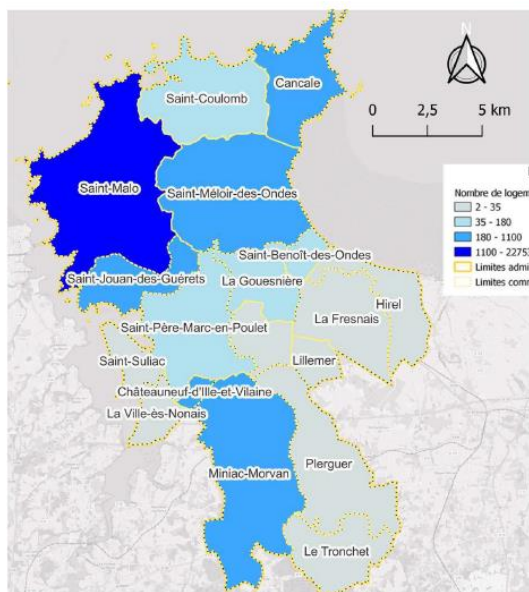 N
0 2,5 5 km
Cancale
Saint-Coulomb
Saint-Malo
Saint-Méloir-des-Ondes
Nombre de logem
2 - 35
35 - 180
180 - 1100
1100 - 22753
Limites admi
Limites comm
Saint-Benoît-des-Ondes
Saint-Jouan-des-Guérets
La Gouesnière
Hirel
La Fresnais
Saint-Père-Marc-en-Poulet
Saint-Suliac
Lillemer
Châteauneuf-d'Ille-et-Vilaine
La Ville-ès-Nonais
Plerguer
Miniac-Morvan
Le Tronchet